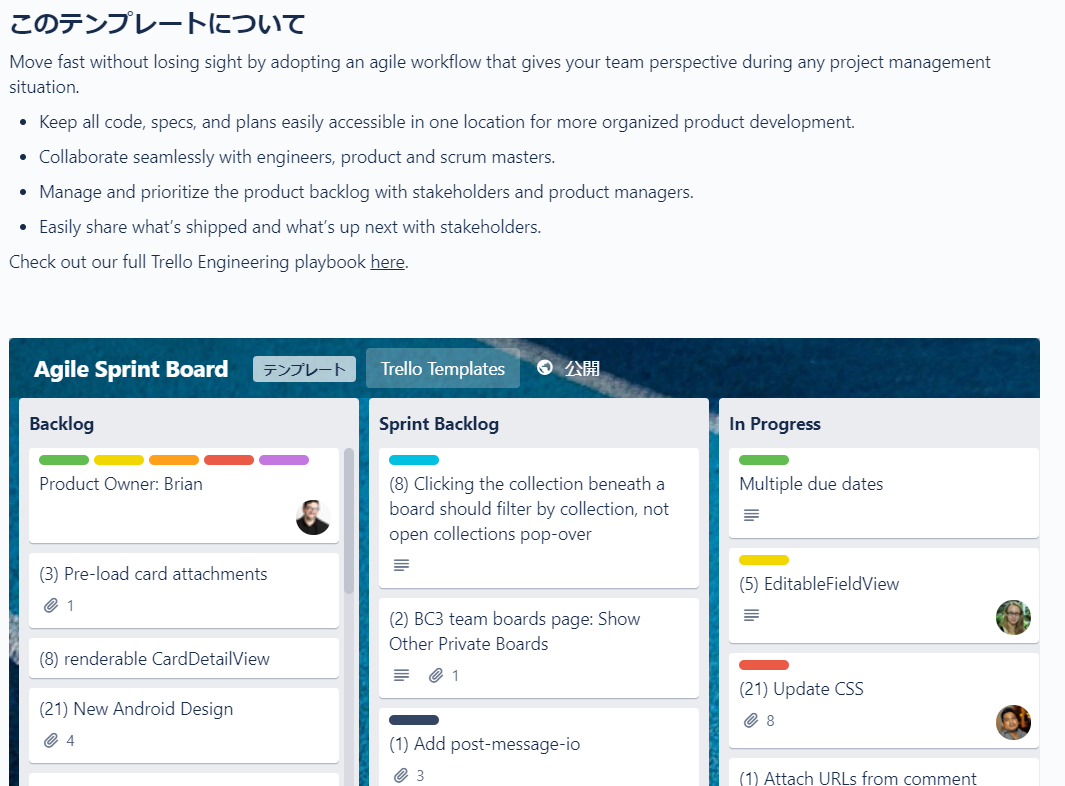 このテンプレートについて
Move fast without losing sight by adopting an agile workflow that gives your team perspective during any project management
situation.
• Keep all code, specs, and plans easily accessible in one location for more organized product development.
• Collaborate seamlessly with engineers, product and scrum masters.
• Manage and prioritize the product backlog with stakeholders and product managers.
• Easily share what’s shipped and what’s up next with stakeholders.
Check out our full Trello Engineering playbook here.
Agile Sprint Board テンプレート Trello Templates 公開
Backlog
Product Owner: Brian
(3) Pre-load card attachments
1
(8) renderable CardDetailView
(21) New Android Design
4
Sprint Backlog
(8) Clicking the collection beneath a
board should filter by collection, not
open collections pop-over
(2) BC3 team boards page: Show
Other Private Boards
1
(1) Add post-message-io
3
In Progress
Multiple due dates
(5) EditableFieldView
(21) Update CSS
8
(1) Attach URLs from comment